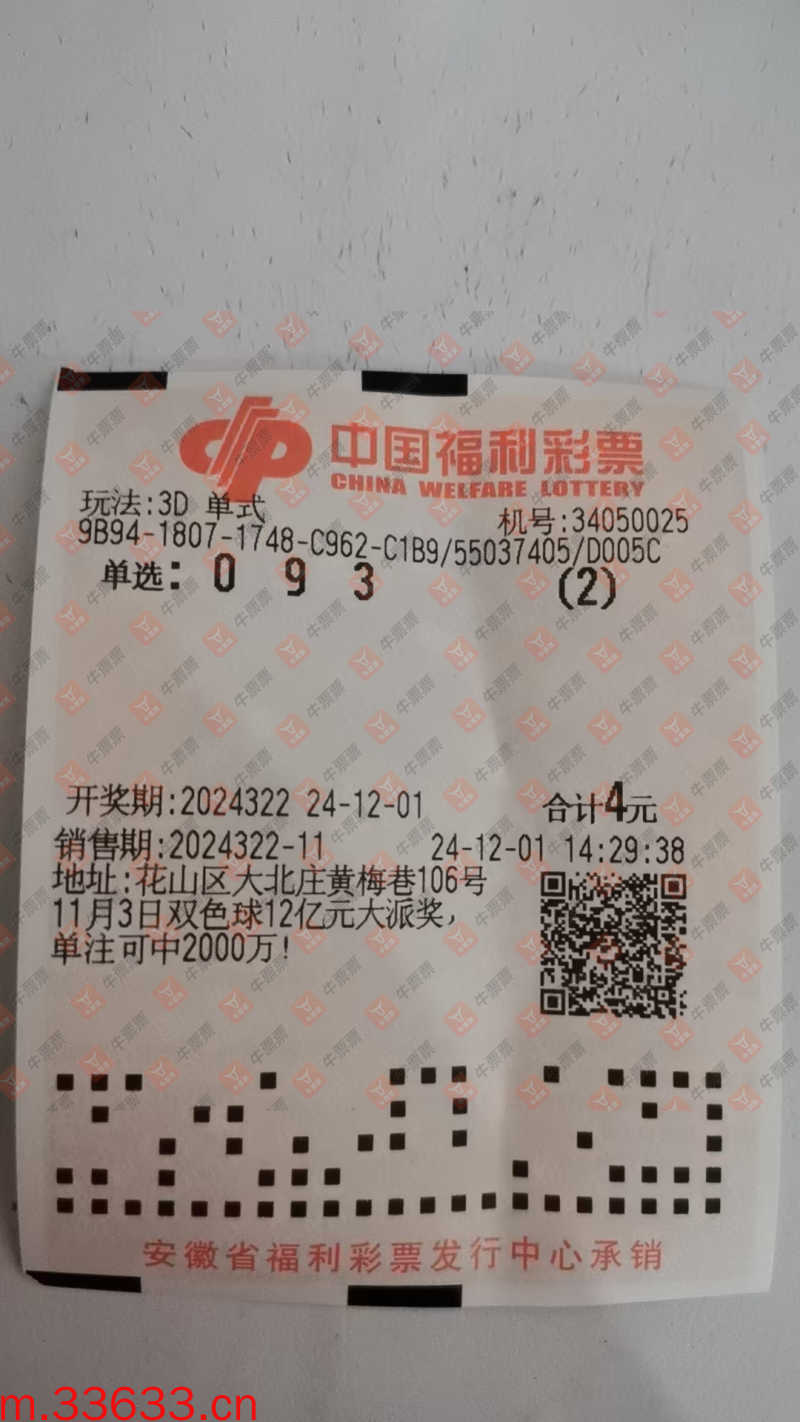 中国福利彩票
CHINA WELFARE LOTTERY
玩法:3D 单式
机号:34050025
9B94-1807-1748-C962-C1B9/55037405/D005C
单选: 0 9 3 (2)
开奖期:2024322 24-12-01 合计4元
销售期:2024322-11 24-12-01 14:29:38
地址:花山区大北庄黄梅巷106号
11月3日双色球12亿元大派奖,
单注可中2000万!
安徽省福利彩票发行中心承销
牛票票
m.33633.cn